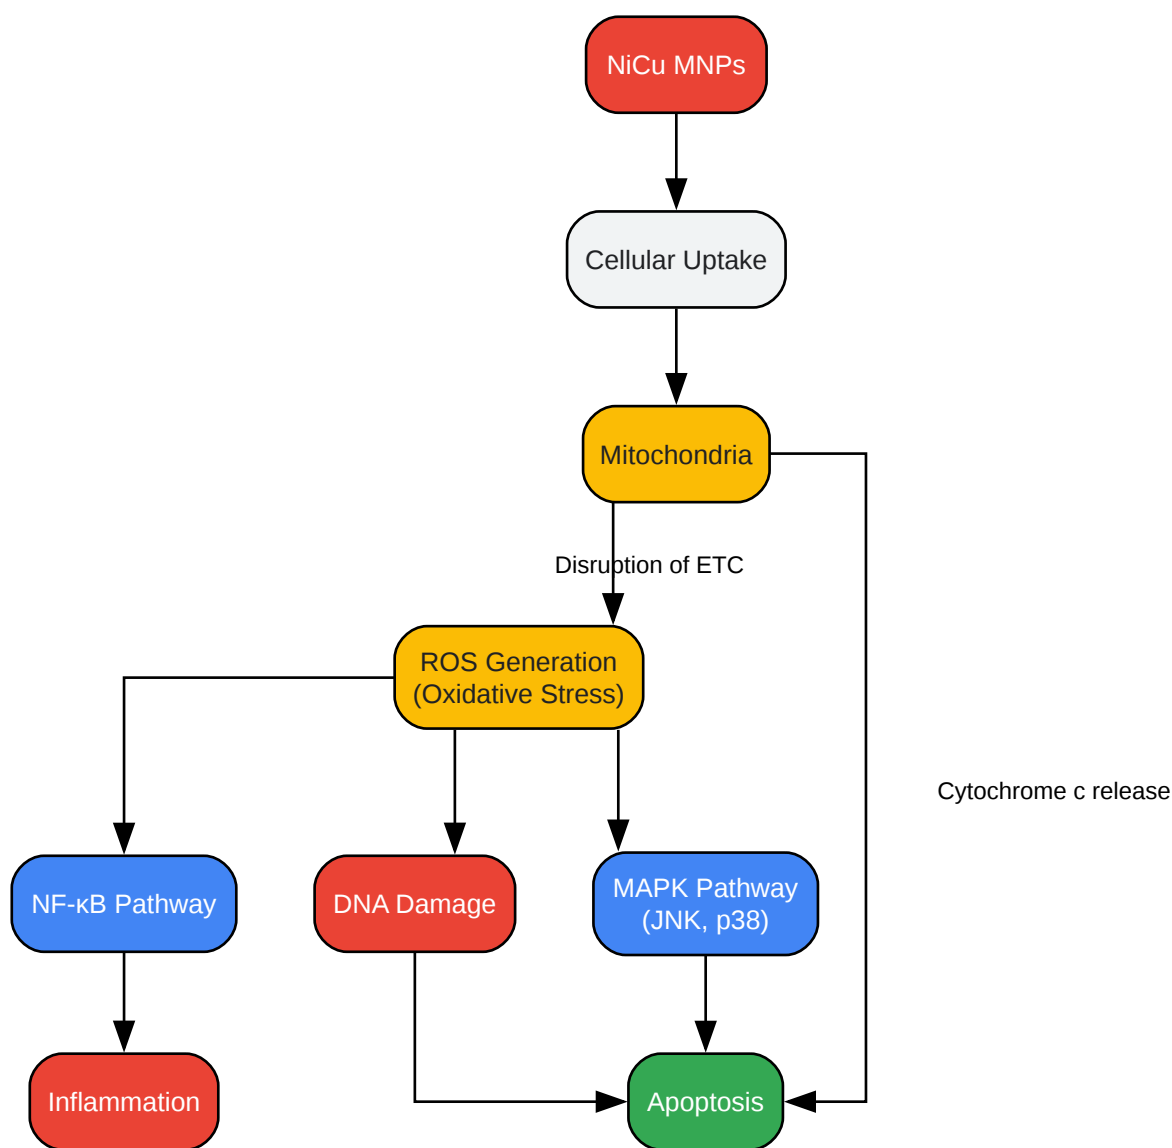 NiCu MNPs
Cellular Uptake
Mitochondria
Disruption of ETC
ROS Generation
(Oxidative Stress)
Cytochrome c release
NF-κB Pathway
DNA Damage
MAPK Pathway
(JNK, p38)
Inflammation
Apoptosis